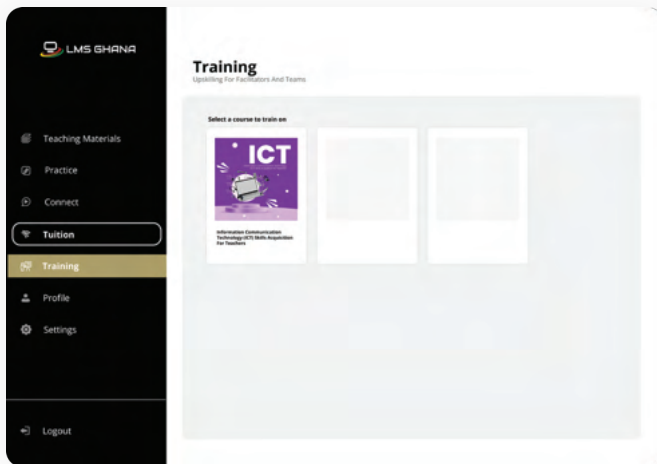 LMS GHANA
Teaching Materials
Practice
Connect
Tuition
Training
Profile
Settings
Logout
Training
Upskilling For Facilitators And Teams
Select a course to train on
ICT
Information Communication
Technology (ICT) Skills Acquisition
For Teachers